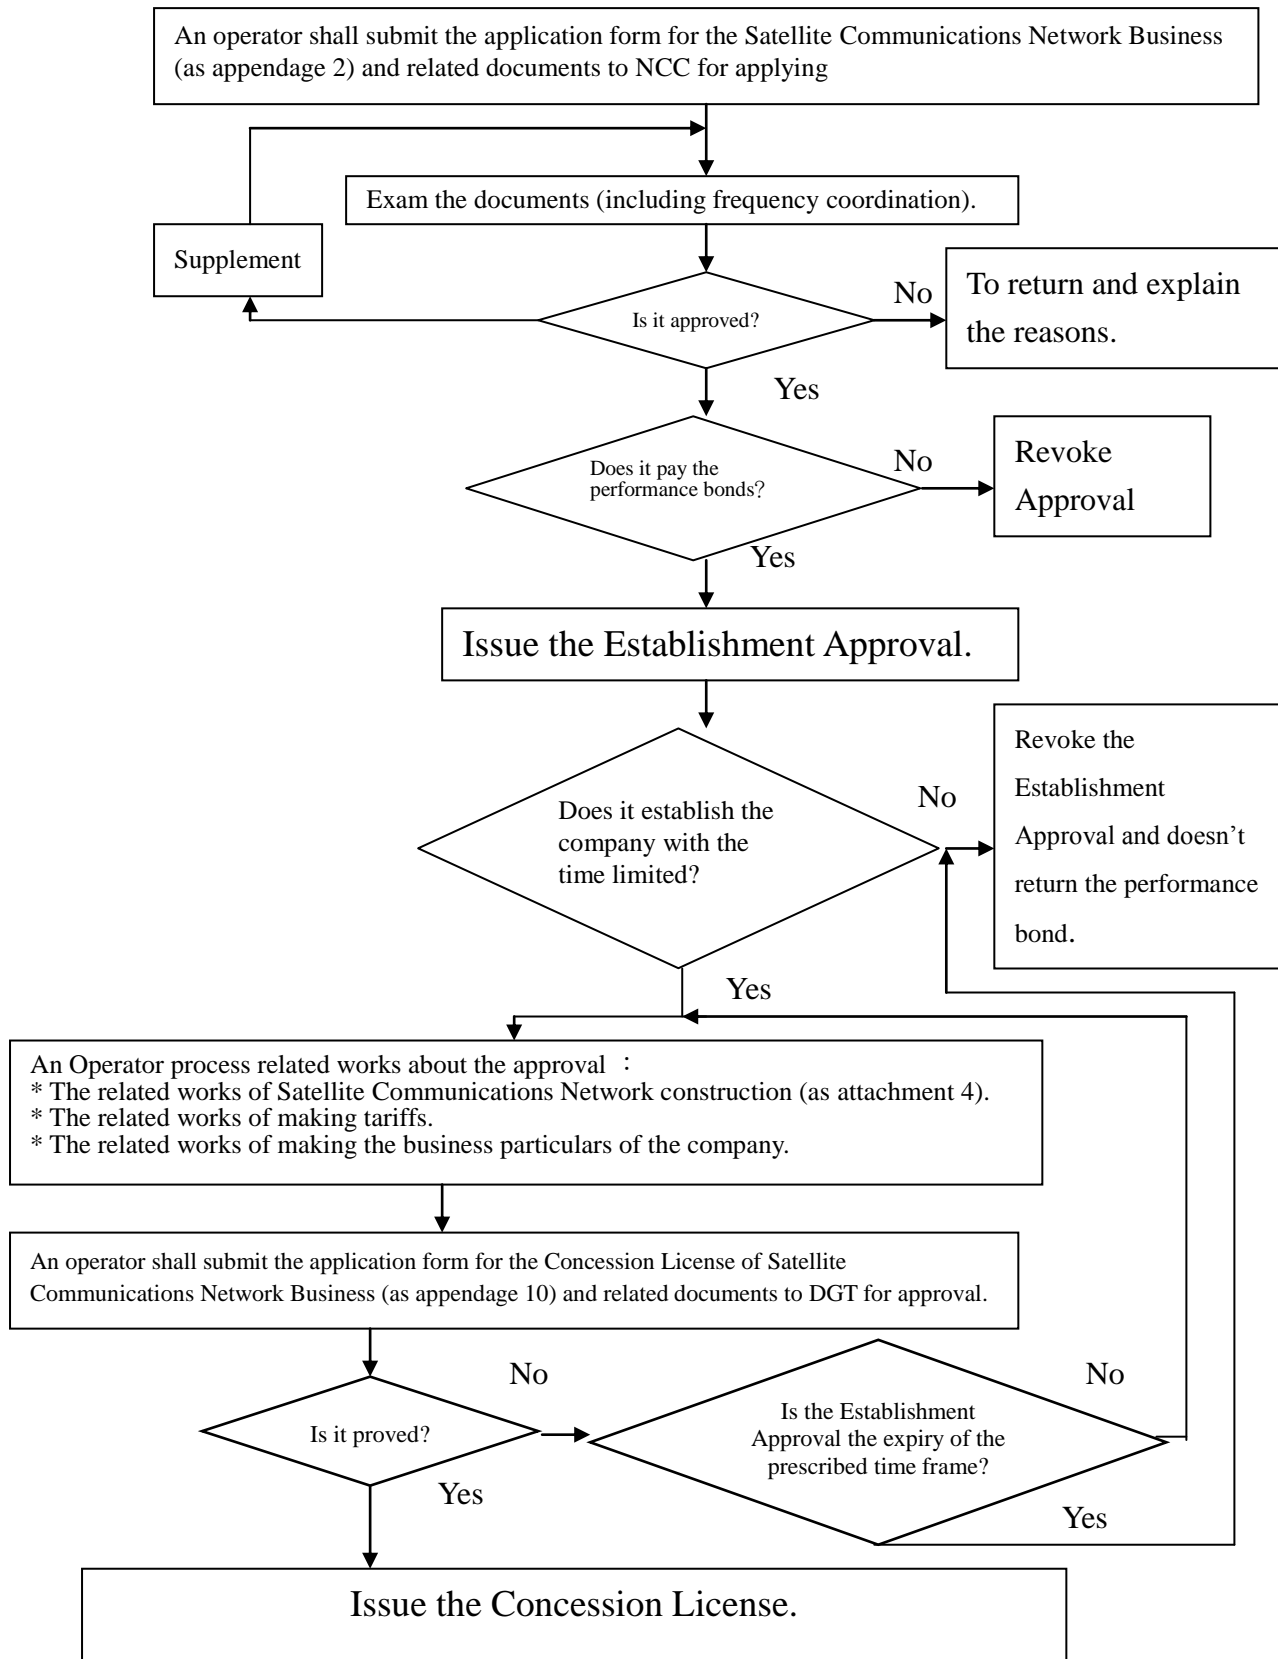 An operator shall submit the application form for the Satellite Communications Network Business
(as appendage 2) and related documents to NCC for applying
Exam the documents (including frequency coordination).
Supplement
Is it approved?
No
To return and explain
the reasons.
Yes
Does it pay the
performance bonds?
No
Revoke
Approval
Yes
Issue the Establishment Approval.
Does it establish the
company with the
time limited?
No
Revoke the
Establishment
Approval and doesn’t
return the performance
bond.
Yes
An Operator process related works about the approval：
* The related works of Satellite Communications Network construction (as attachment 4).
* The related works of making tariffs.
* The related works of making the business particulars of the company.
An operator shall submit the application form for the Concession License of Satellite
Communications Network Business (as appendage 10) and related documents to DGT for approval.
Is it proved?
No
Is the Establishment
Approval the expiry of the
prescribed time frame?
No
Yes
Yes
Issue the Concession License.